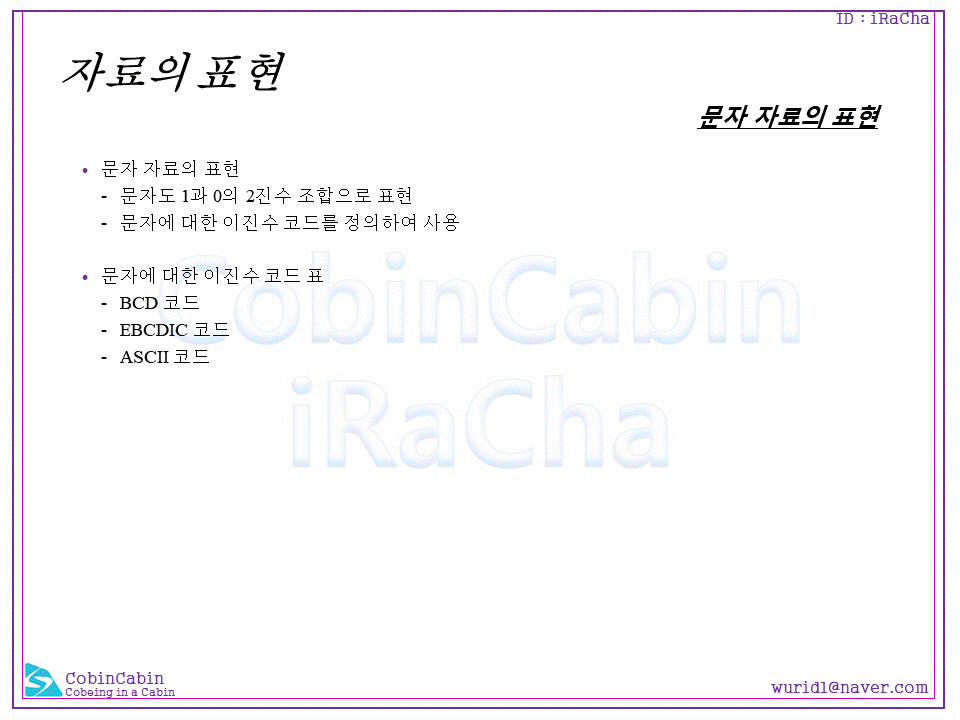 ID : iRaCha
자료의 표현
문자 자료의 표현
• 문자 자료의 표현
- 문자도 1과 0의 2진수 조합으로 표현
- 문자에 대한 이진수 코드를 정의하여 사용
• 문자에 대한 이진수 코드 표
- BCD 코드
- EBCDIC 코드
- ASCII 코드
CobinCabin
iRaCha
CobinCabin
Cobeing in a Cabin
wurid1@naver.com